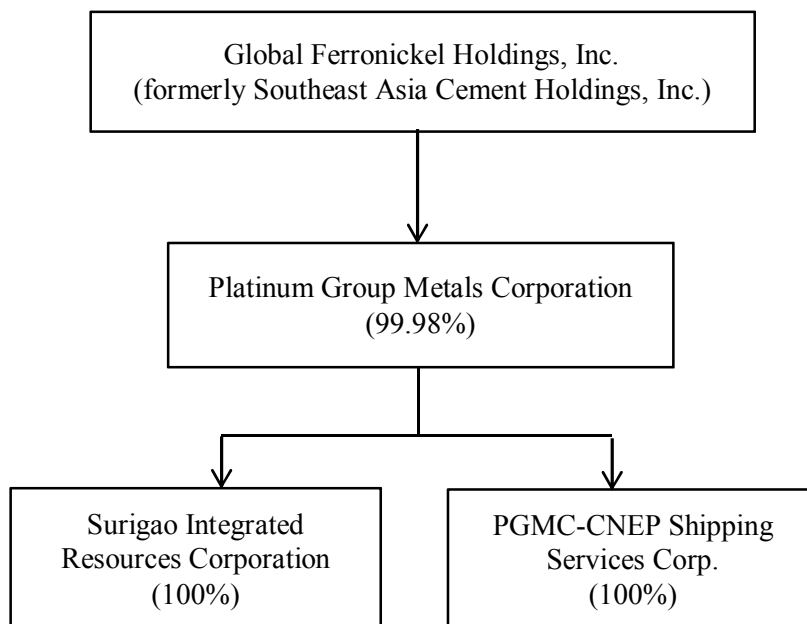 Global Ferronickel Holdings, Inc.
(formerly Southeast Asia Cement Holdings, Inc.)
Platinum Group Metals Corporation
(99.98%)
Surigao Integrated
Resources Corporation
(100%)
PGMC-CNEP Shipping
Services Corp.
(100%)